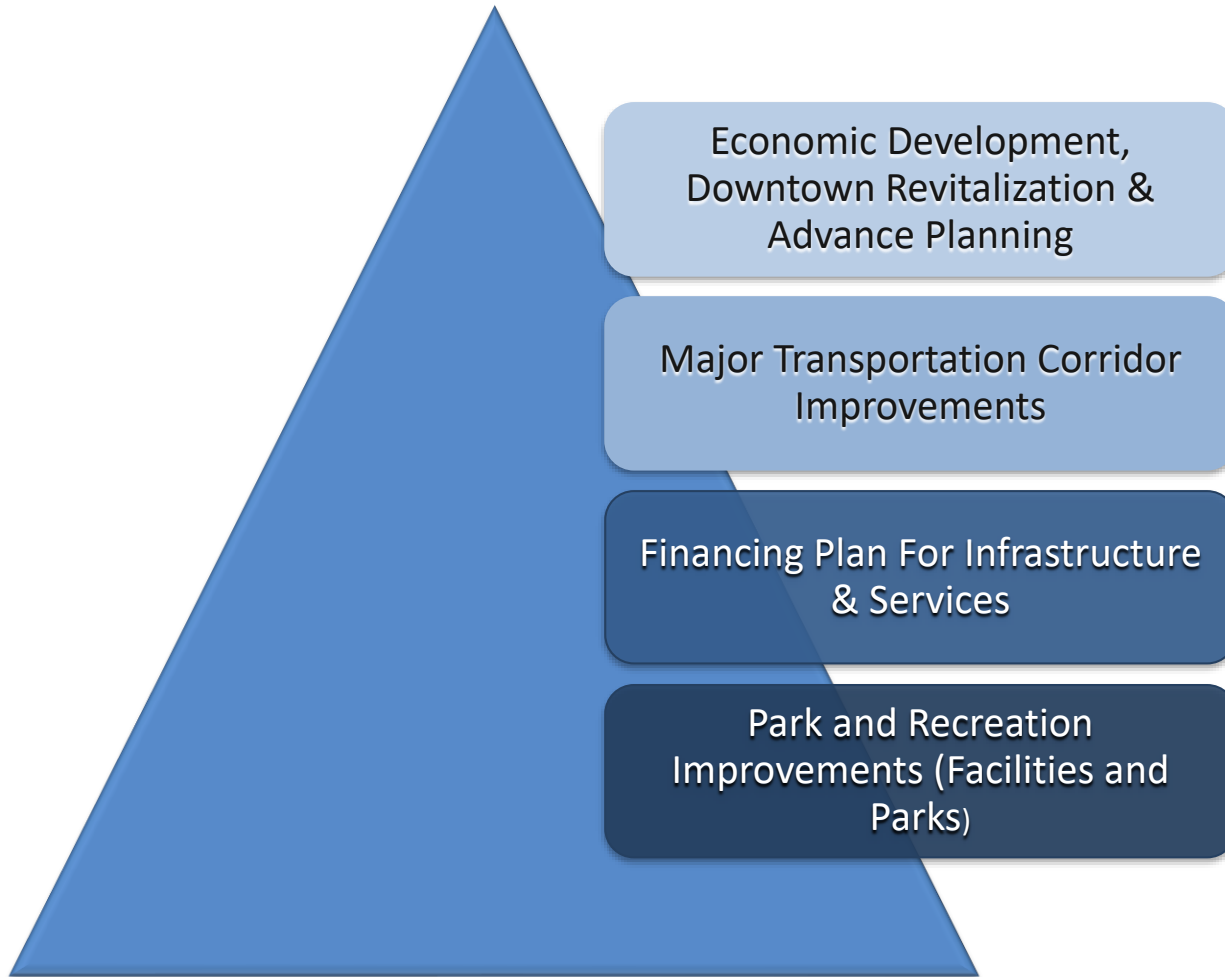 Economic Development,
Downtown Revitalization &
Advance Planning
Major Transportation Corridor
Improvements
Financing Plan For Infrastructure
& Services
Park and Recreation
Improvements (Facilities and
Parks)